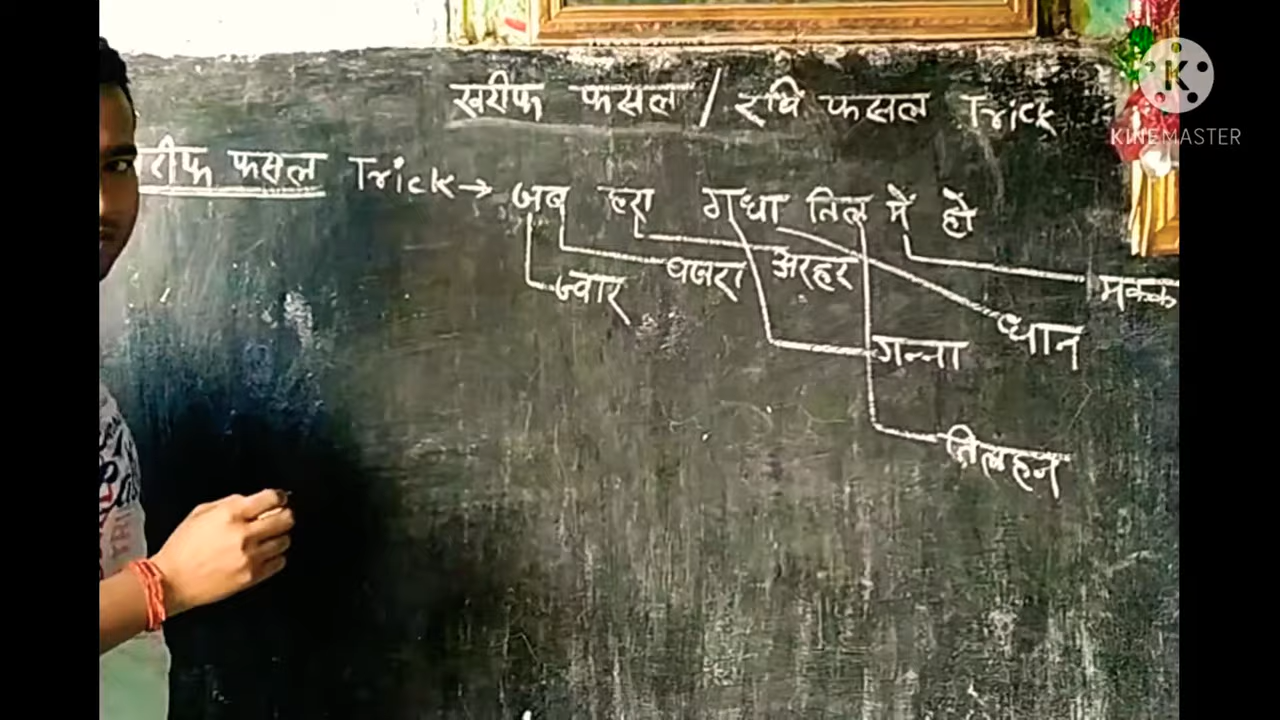 खरीफ फसल / रबि फसल Trick
रीफ फसल Trick → जब हरा गधा तिल में हो
ज्वार
बजरा
अरहर
मक्क
धान
गन्ना
तिलहन
KINEMASTER